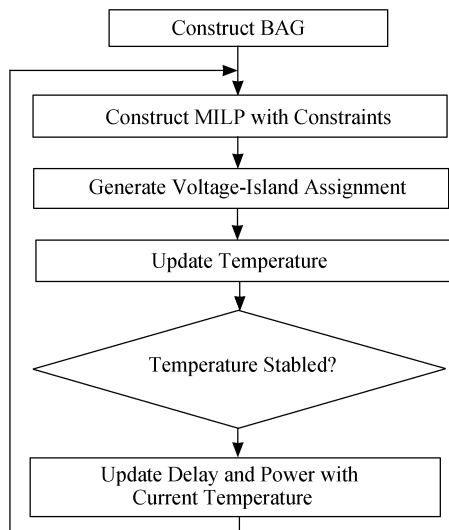 Construct BAG
Construct MILP with Constraints
Generate Voltage-Island Assignment
Update Temperature
Temperature Stabled?
Update Delay and Power with
Current Temperature